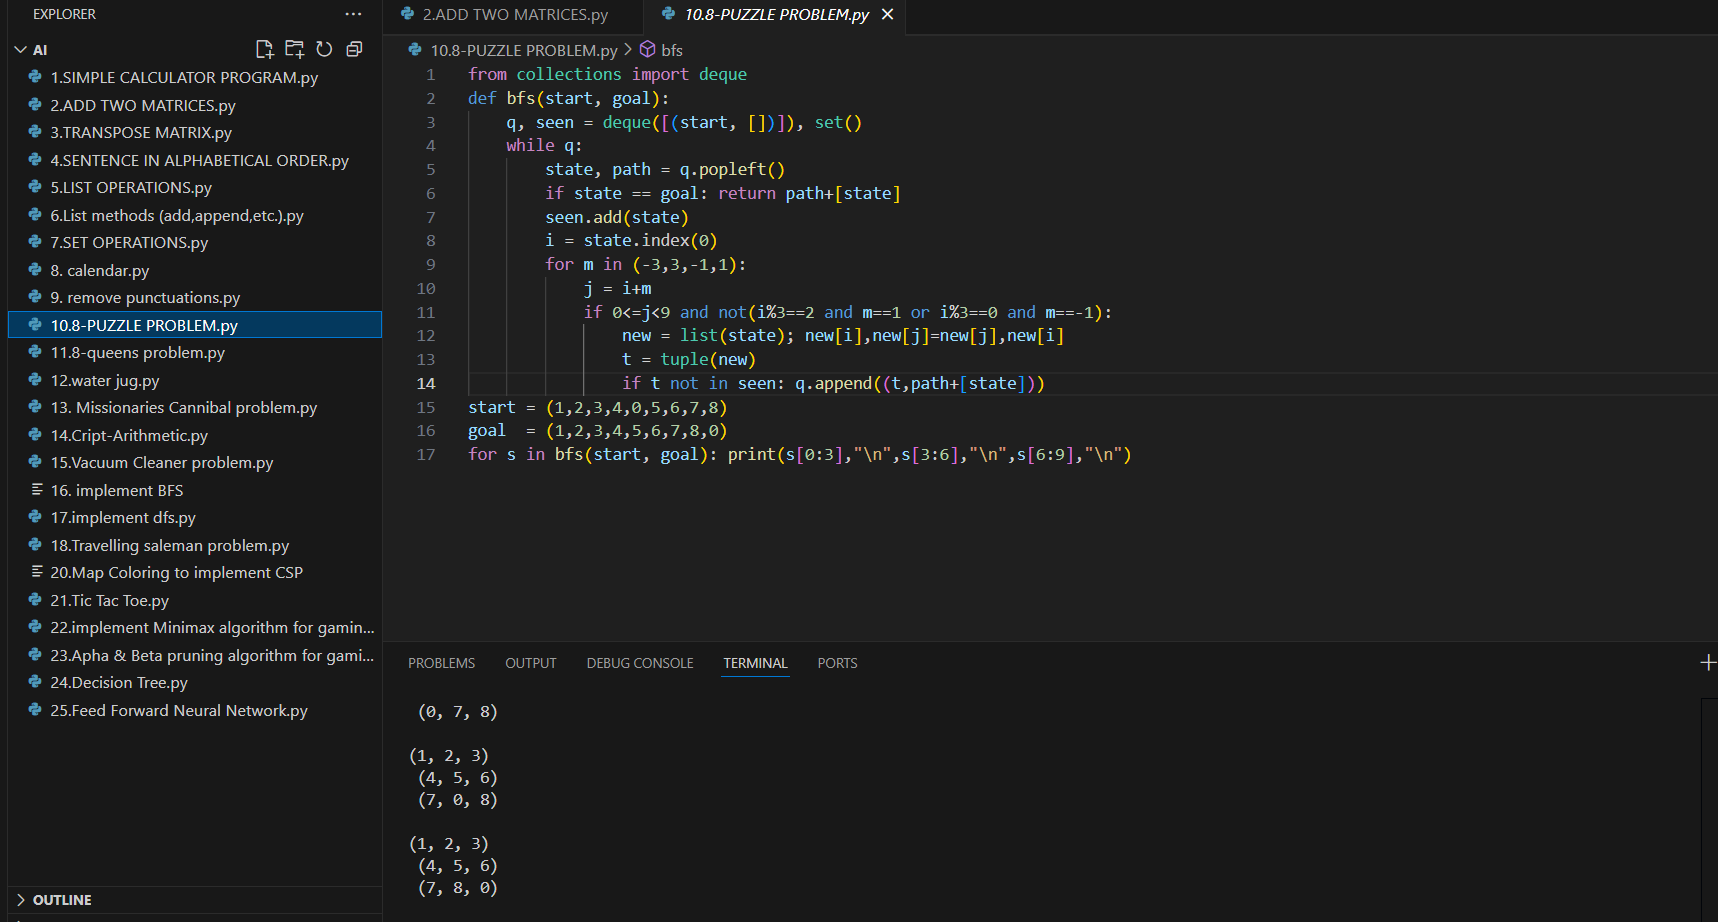 EXPLORER
AI
1.SIMPLE CALCULATOR PROGRAM.py
2.ADD TWO MATRICES.py
3.TRANSPOSE MATRIX.py
4.SENTENCE IN ALPHABETICAL ORDER.py
5.LIST OPERATIONS.py
6.List methods (add,append,etc.).py
7.SET OPERATIONS.py
8. calendar.py
9. remove punctuations.py
10.8-PUZZLE PROBLEM.py
11.8-queens problem.py
12.water jug.py
13. Missionaries Cannibal problem.py
14.Cript-Arithmetic.py
15.Vacuum Cleaner problem.py
16. implement BFS
17.implement dfs.py
18.Travelling saleman problem.py
20.Map Coloring to implement CSP
21.Tic Tac Toe.py
22.implement Minimax algorithm for gamin...
23.Apha & Beta pruning algorithm for gami...
24.Decision Tree.py
25.Feed Forward Neural Network.py
OUTLINE
2.ADD TWO MATRICES.py
10.8-PUZZLE PROBLEM.py
10.8-PUZZLE PROBLEM.py > bfs
1 from collections import deque
2 def bfs(start, goal):
3     q, seen = deque([(start, [])]), set()
4     while q:
5         state, path = q.popleft()
6         if state == goal: return path+[state]
7         seen.add(state)
8         i = state.index(0)
9         for m in (-3,3,-1,1):
10             j = i+m
11             if 0<=j<9 and not(i%3==2 and m==1 or i%3==0 and m==-1):
12                 new = list(state); new[i],new[j]=new[j],new[i]
13                 t = tuple(new)
14                 if t not in seen: q.append((t,path+[state]))
15 start = (1,2,3,4,0,5,6,7,8)
16 goal  = (1,2,3,4,5,6,7,8,0)
17 for s in bfs(start, goal): print(s[0:3],"\n",s[3:6],"\n",s[6:9],"\n")
PROBLEMS OUTPUT DEBUG CONSOLE TERMINAL PORTS
(0, 7, 8)
(1, 2, 3)
(4, 5, 6)
(7, 0, 8)
(1, 2, 3)
(4, 5, 6)
(7, 8, 0)